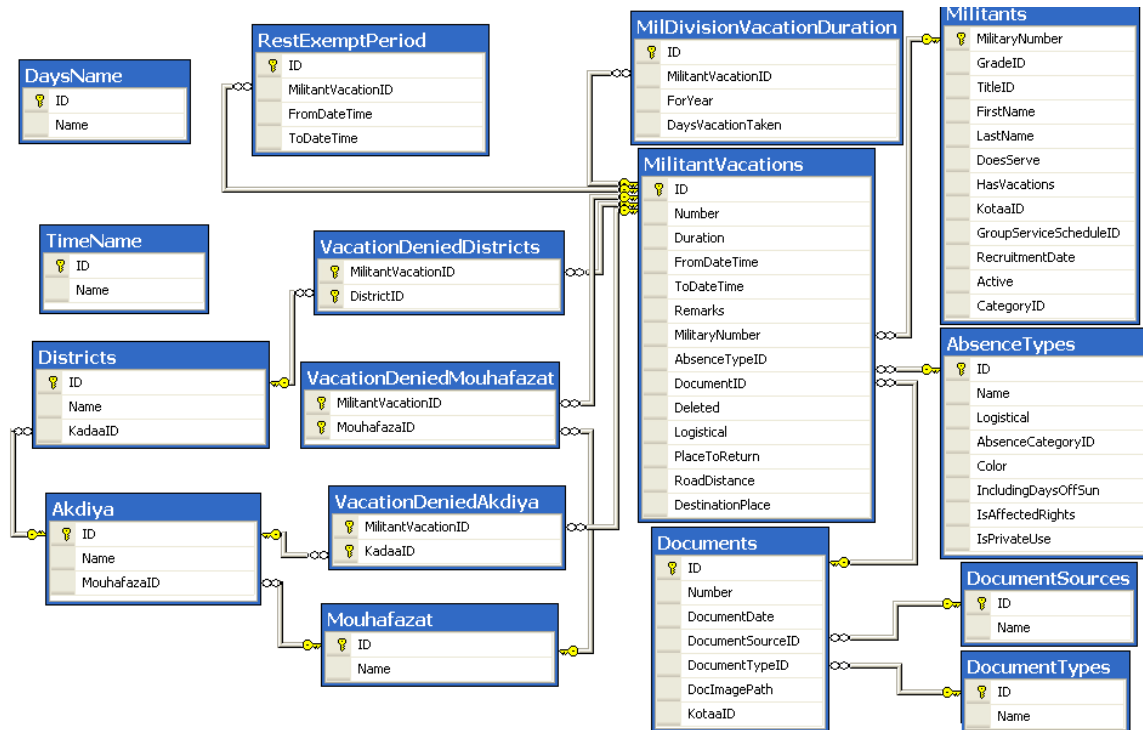 DaysName
ID
Name
RestExemptPeriod
ID
MilitantVacationID
FromDateTime
ToDateTime
MilDivisionVacationDuration
ID
MilitantVacationID
ForYear
DaysVacationTaken
Militants
MilitaryNumber
GradeID
TitleID
FirstName
LastName
DoesServe
HasVacations
KotaaID
GroupServiceScheduleID
RecruitmentDate
Active
CategoryID
TimeName
ID
Name
VacationDeniedDistricts
MilitantVacationID
DistrictID
MilitantVacations
ID
Number
Duration
FromDateTime
ToDateTime
Remarks
MilitaryNumber
AbsenceTypeID
DocumentID
Deleted
Logistical
PlaceToReturn
RoadDistance
DestinationPlace
AbsenceTypes
ID
Name
Logistical
AbsenceCategoryID
Color
IncludingDaysOffSun
IsAffectedRights
IsPrivateUse
Districts
ID
Name
KadaaID
VacationDeniedMouhafazat
MilitantVacationID
MouhafazaID
Akdiya
ID
Name
MouhafazaID
VacationDeniedAkdiya
MilitantVacationID
KadaaID
Mouhafazat
ID
Name
Documents
ID
Number
DocumentDate
DocumentSourceID
DocumentTypeID
DocImagePath
KotaaID
DocumentSources
ID
Name
DocumentTypes
ID
Name